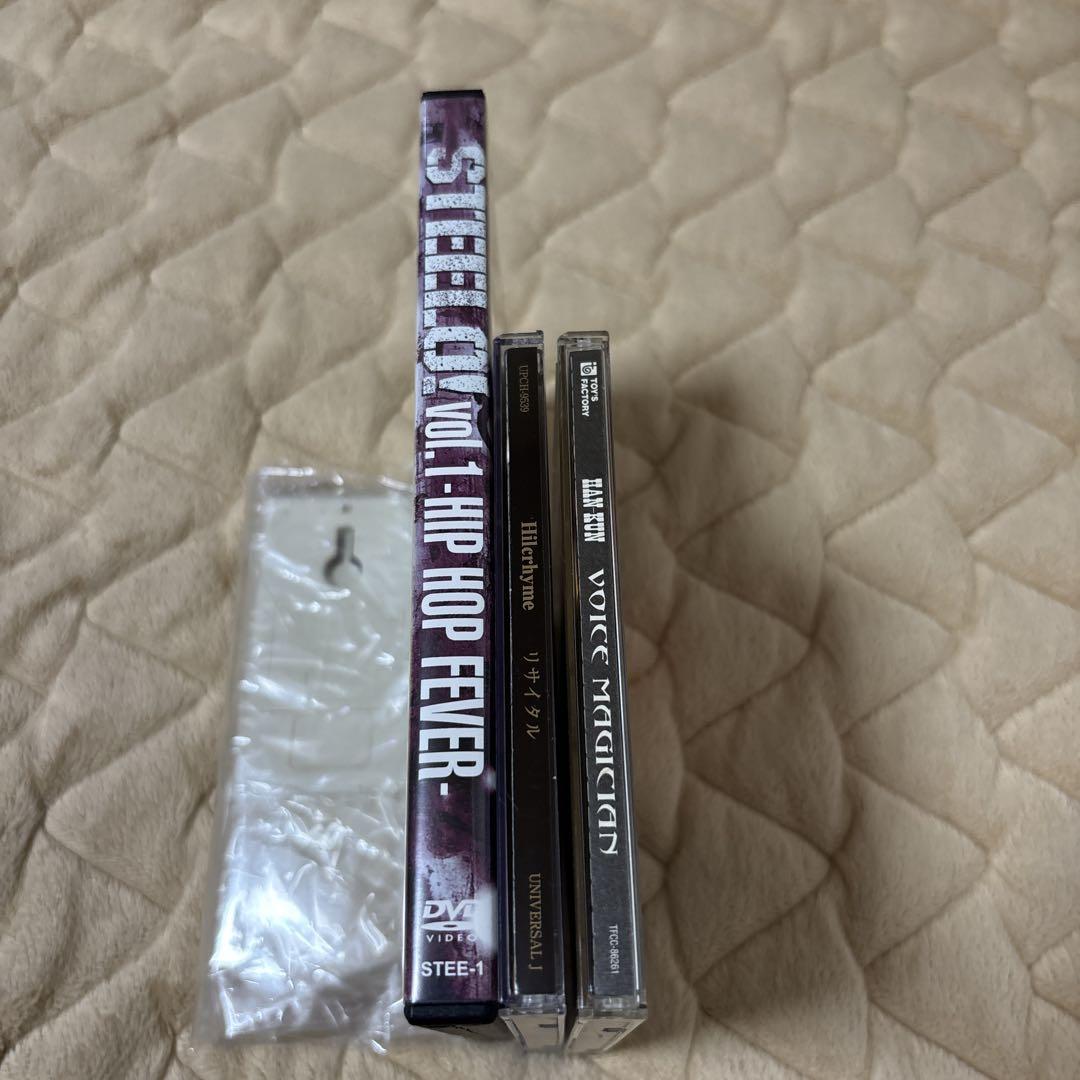 STEELO! vol.1-HIP HOP FEVER-
DVD
VIDEO
STEE-1
UPCH-9539
Hilcrhyme リサイタル
UNIVERSAL J
TOY'S
FACTORY
HAN-KUN VOICE MAGICIAN
TFCC-86261